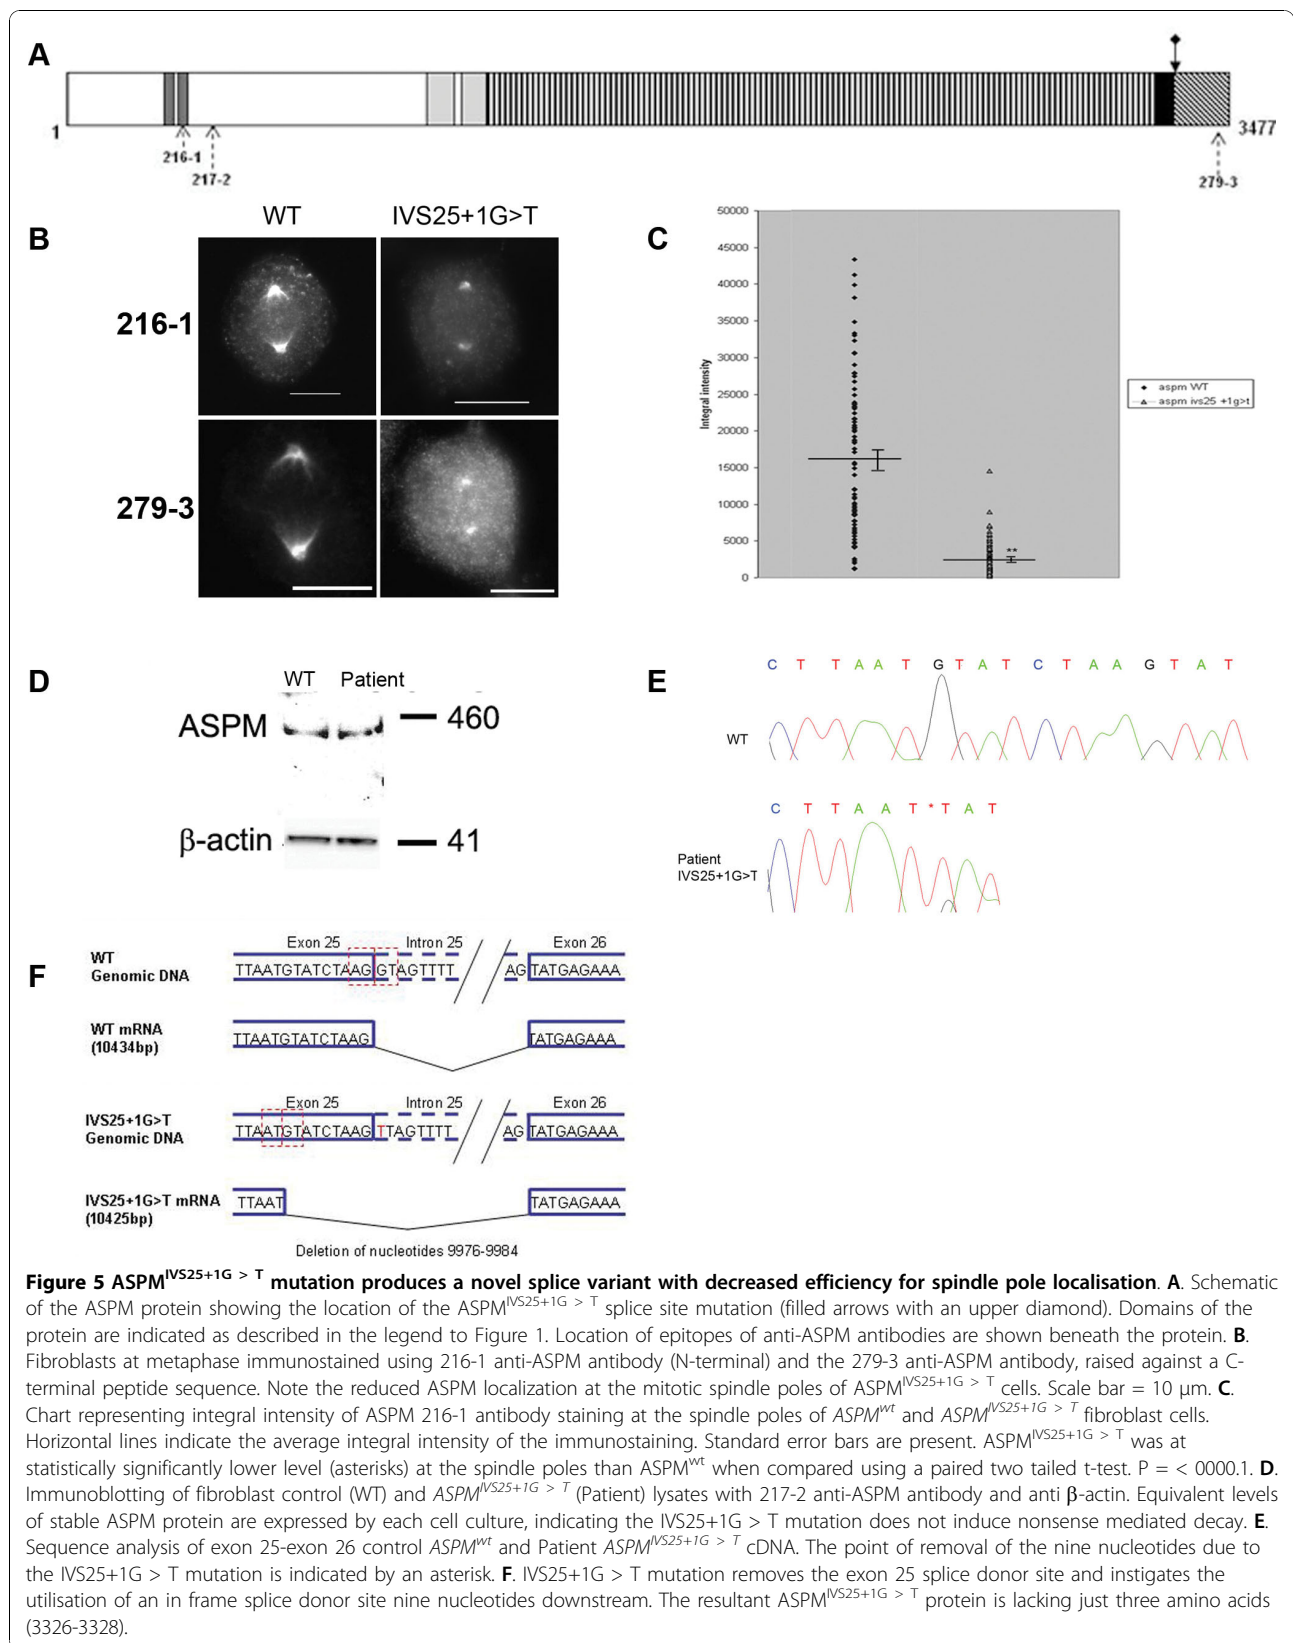 A
1
3477
216-1
217-2
279-3
B
WT
IVS25+1G>T
216-1
279-3
C
50000
45000
40000
35000
30000
25000
20000
15000
10000
5000
0
Integral intensity
**
aspm WT
aspm ivs25 +1g>t
D
WT Patient
ASPM
460
β-actin
41
E
C T T A A T G T A T C T A A G T A T
WT
C T T A A T * T A T
Patient
IVS25+1G>T
F
Exon 25 Intron 25 Exon 26
WT
Genomic DNA
TTAATGTATCTAAG GTAGTTTT AG TATGAGAAA
WT mRNA
(10434bp)
TTAATGTATCTAAG TATGAGAAA
Exon 25 Intron 25 Exon 26
IVS25+1G>T
Genomic DNA
TTAATGTATCTAAG TTAGTTTT AG TATGAGAAA
IVS25+1G>T mRNA
(10425bp)
TTAAT TATGAGAAA
Deletion of nucleotides 9976-9984
Figure 5 ASPM^IVS25+1G > T mutation produces a novel splice variant with decreased efficiency for spindle pole localisation. A. Schematic
of the ASPM protein showing the location of the ASPM^IVS25+1G > T splice site mutation (filled arrows with an upper diamond). Domains of the
protein are indicated as described in the legend to Figure 1. Location of epitopes of anti-ASPM antibodies are shown beneath the protein. B.
Fibroblasts at metaphase immunostained using 216-1 anti-ASPM antibody (N-terminal) and the 279-3 anti-ASPM antibody, raised against a C-
terminal peptide sequence. Note the reduced ASPM localization at the mitotic spindle poles of ASPM^IVS25+1G > T cells. Scale bar = 10 μm. C.
Chart representing integral intensity of ASPM 216-1 antibody staining at the spindle poles of ASPM^wt and ASPM^IVS25+1G > T fibroblast cells.
Horizontal lines indicate the average integral intensity of the immunostaining. Standard error bars are present. ASPM^IVS25+1G > T was at
statistically significantly lower level (asterisks) at the spindle poles than ASPM^wt when compared using a paired two tailed t-test. P = < 0000.1. D.
Immunoblotting of fibroblast control (WT) and ASPM^IVS25+1G > T (Patient) lysates with 217-2 anti-ASPM antibody and anti β-actin. Equivalent levels
of stable ASPM protein are expressed by each cell culture, indicating the IVS25+1G > T mutation does not induce nonsense mediated decay. E.
Sequence analysis of exon 25-exon 26 control ASPM^wt and Patient ASPM^IVS25+1G > T cDNA. The point of removal of the nine nucleotides due to
the IVS25+1G > T mutation is indicated by an asterisk. F. IVS25+1G > T mutation removes the exon 25 splice donor site and instigates the
utilisation of an in frame splice donor site nine nucleotides downstream. The resultant ASPM^IVS25+1G > T protein is lacking just three amino acids
(3326-3328).